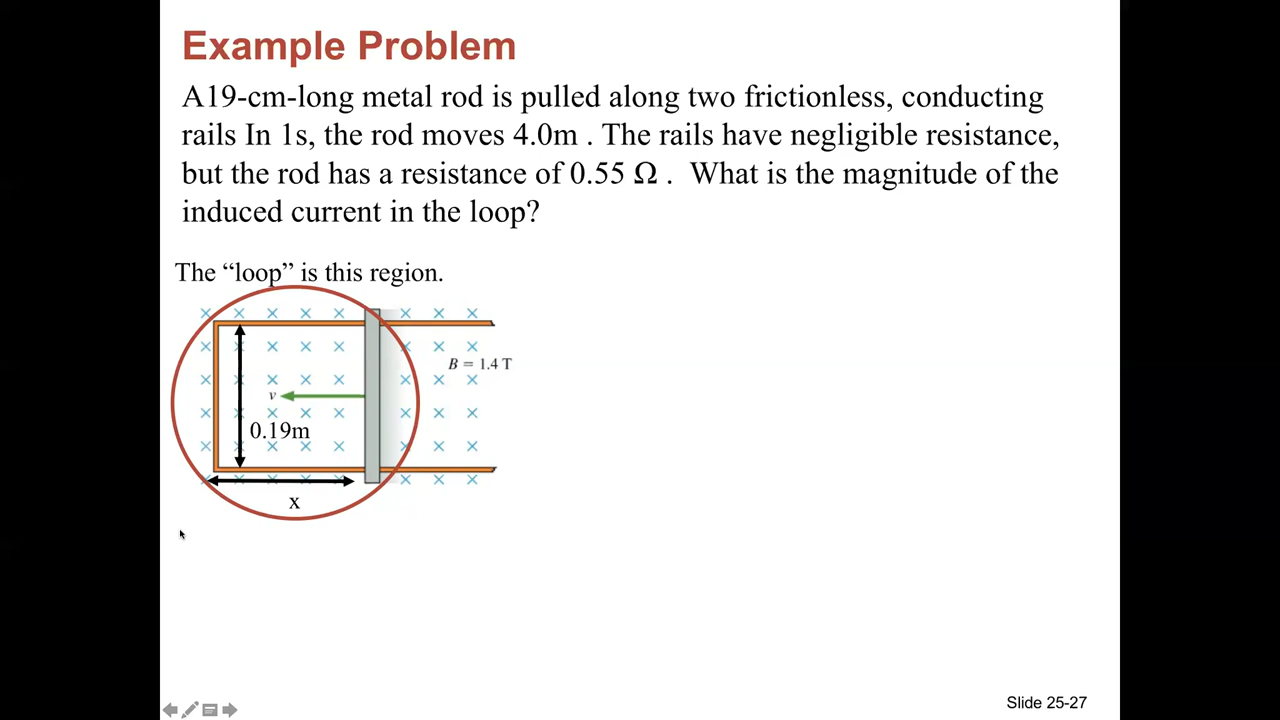 Example Problem
A19-cm-long metal rod is pulled along two frictionless, conducting
rails In 1s, the rod moves 4.0m . The rails have negligible resistance,
but the rod has a resistance of 0.55 Ω . What is the magnitude of the
induced current in the loop?
The “loop” is this region.
B = 1.4 T
v
0.19m
x
Slide 25-27